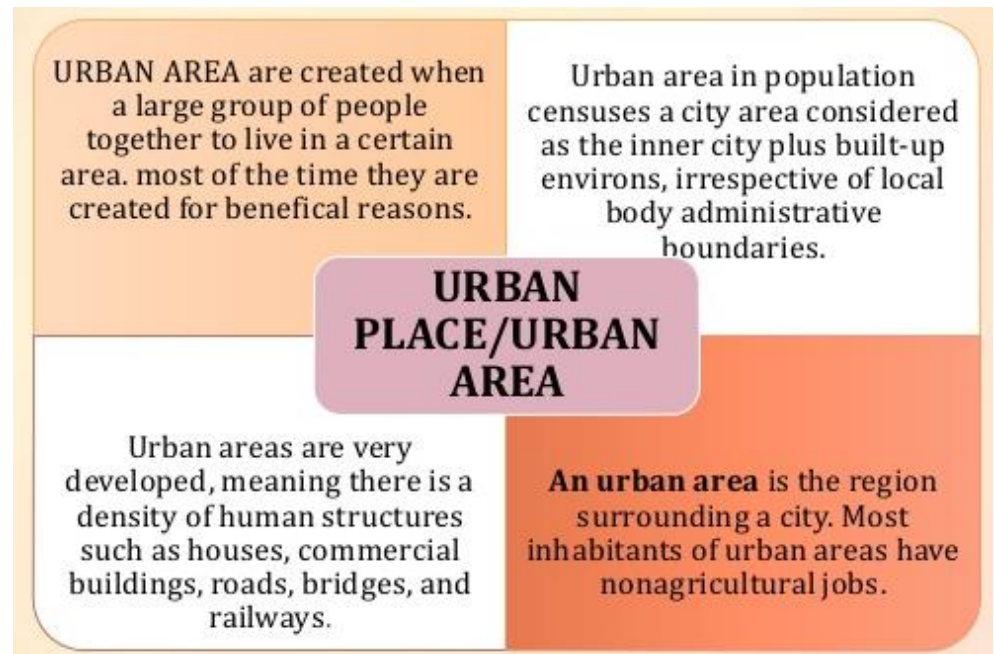 URBAN AREA are created when
a large group of people
together to live in a certain
area. most of the time they are
created for benefical reasons.
Urban area in population
censuses a city area considered
as the inner city plus built-up
environs, irrespective of local
body administrative
boundaries.
URBAN
PLACE/URBAN
AREA
Urban areas are very
developed, meaning there is a
density of human structures
such as houses, commercial
buildings, roads, bridges, and
railways.
An urban area is the region
surrounding a city. Most
inhabitants of urban areas have
nonagricultural jobs.